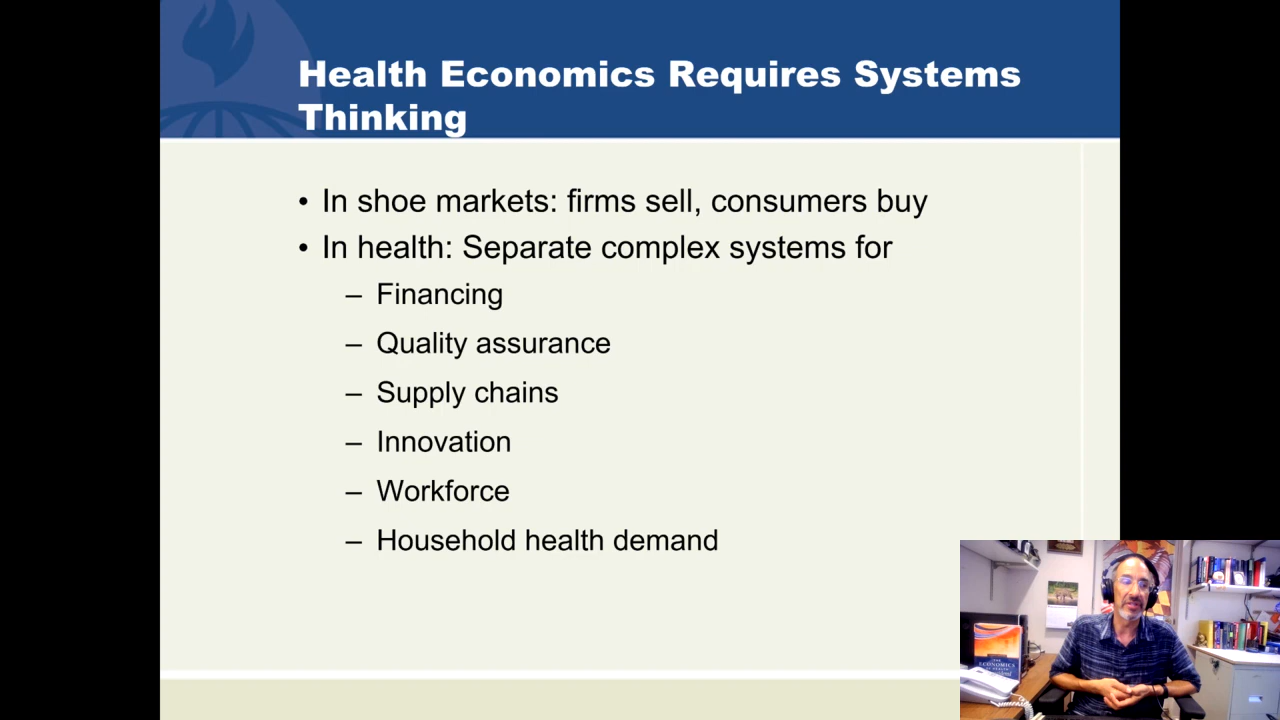 Health Economics Requires Systems
Thinking
• In shoe markets: firms sell, consumers buy
• In health: Separate complex systems for
– Financing
– Quality assurance
– Supply chains
– Innovation
– Workforce
– Household health demand
ECONOMICS